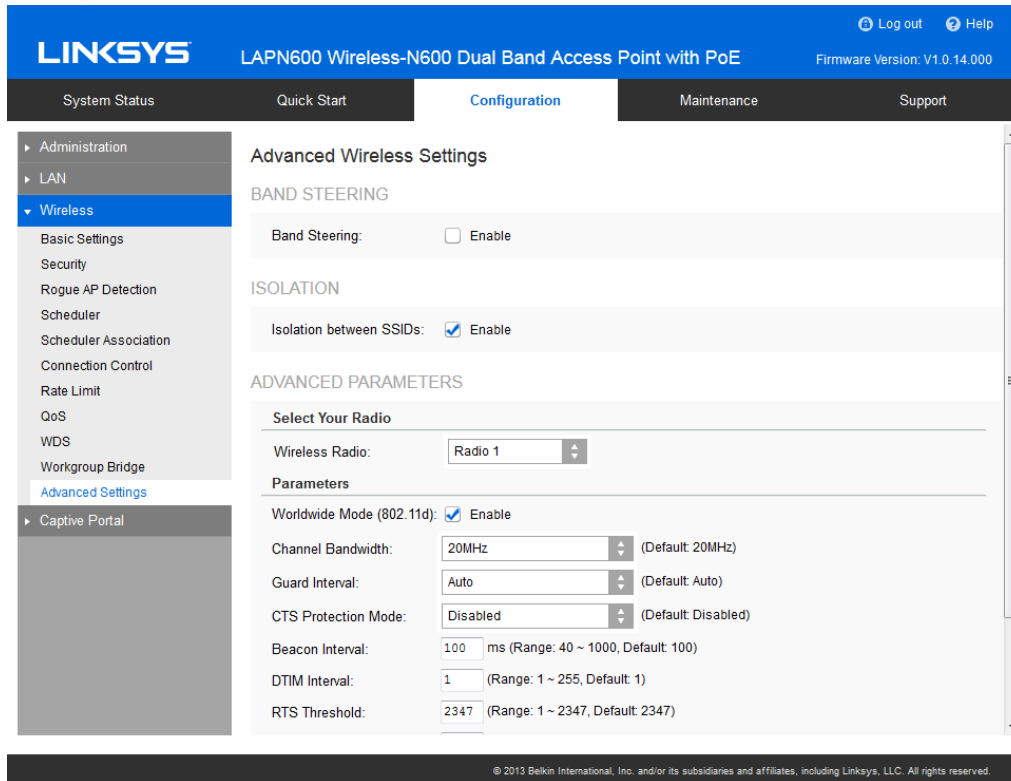 Log out Help
LINKSYS LAPN600 Wireless-N600 Dual Band Access Point with PoE Firmware Version: V1.0.14.000
System Status Quick Start Configuration Maintenance Support
Administration
LAN
Wireless
Basic Settings
Security
Rogue AP Detection
Scheduler
Scheduler Association
Connection Control
Rate Limit
QoS
WDS
Workgroup Bridge
Advanced Settings
Captive Portal
Advanced Wireless Settings
BAND STEERING
Band Steering: Enable
ISOLATION
Isolation between SSIDs: Enable
ADVANCED PARAMETERS
Select Your Radio
Wireless Radio: Radio 1
Parameters
Worldwide Mode (802.11d): Enable
Channel Bandwidth: 20MHz (Default: 20MHz)
Guard Interval: Auto (Default: Auto)
CTS Protection Mode: Disabled (Default: Disabled)
Beacon Interval: 100 ms (Range: 40 ~ 1000, Default: 100)
DTIM Interval: 1 (Range: 1 ~ 255, Default: 1)
RTS Threshold: 2347 (Range: 1 ~ 2347, Default: 2347)
© 2013 Belkin International, Inc. and/or its subsidiaries and affiliates, including Linksys, LLC. All rights reserved.